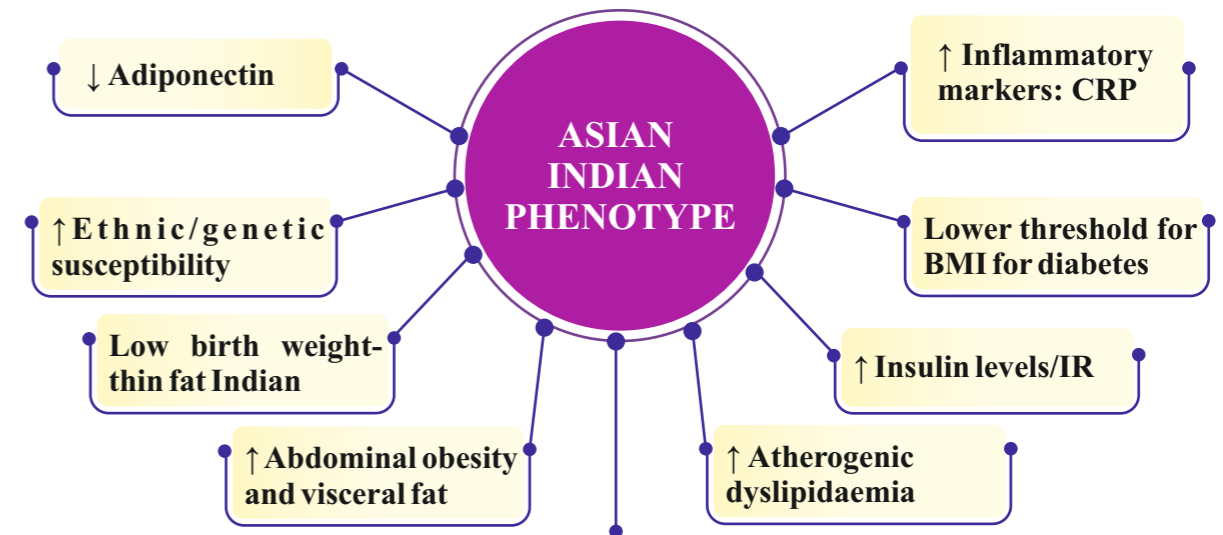 ASIAN
INDIAN
PHENOTYPE
↓ Adiponectin
↑ Ethnic/genetic
susceptibility
Low birth weight-
thin fat Indian
↑ Abdominal obesity
and visceral fat
↑ Inflammatory
markers: CRP
Lower threshold for
BMI for diabetes
↑ Insulin levels/IR
↑ Atherogenic
dyslipidaemia